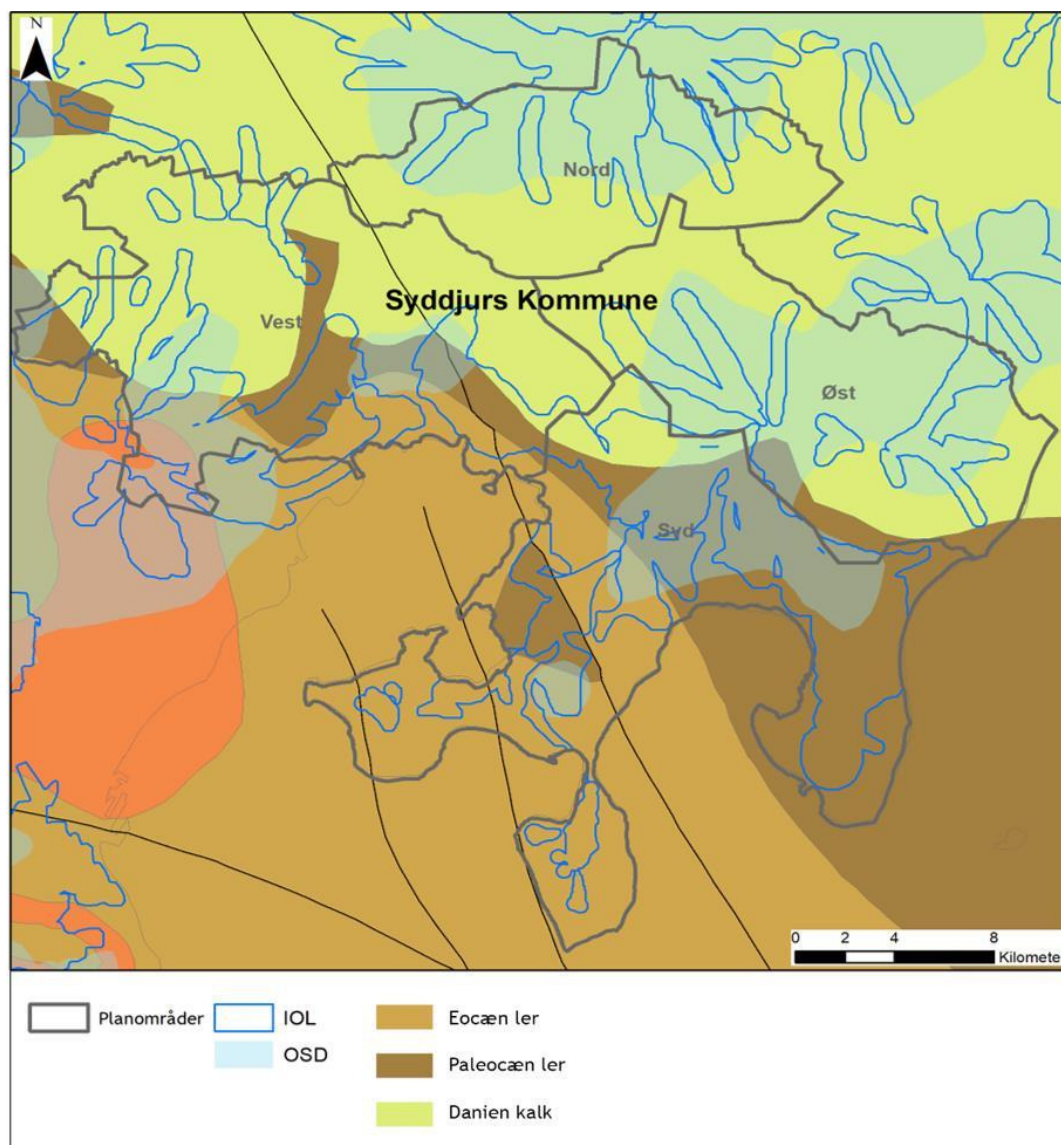 N
Nord
Syddjurs Kommune
Vest
Øst
Syd
0 2 4 8
Kilomete
Planområder
IOL
OSD
Eocæn ler
Paleocæn ler
Danien kalk